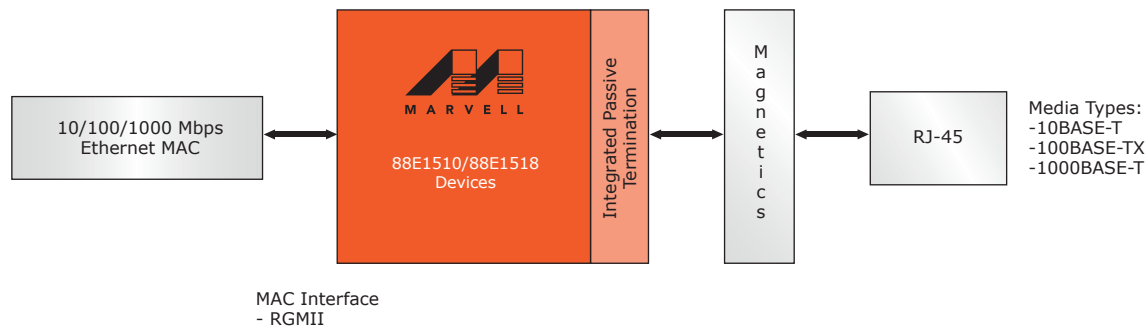 10/100/1000 Mbps
Ethernet MAC
MARVELL
88E1510/88E1518
Devices
Integrated Passive
Termination
Magnetics
RJ-45
Media Types:
-10BASE-T
-100BASE-TX
-1000BASE-T
MAC Interface
- RGMII